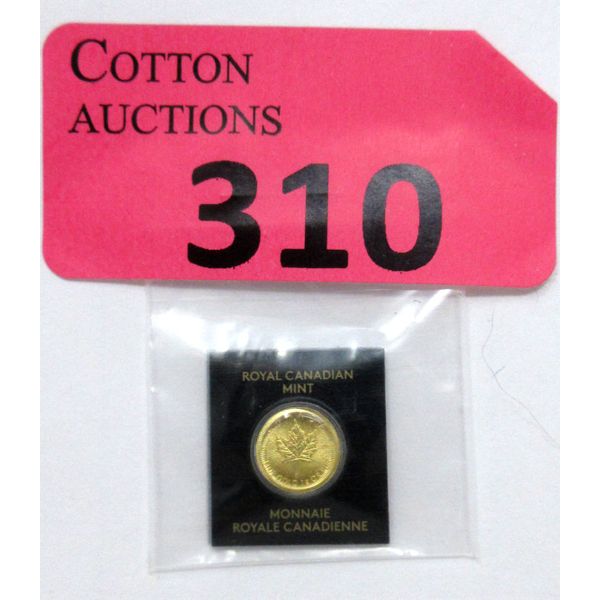 COTTON
AUCTIONS
310
ROYAL CANADIAN
MINT
MONNAIE
ROYALE CANADIENNE